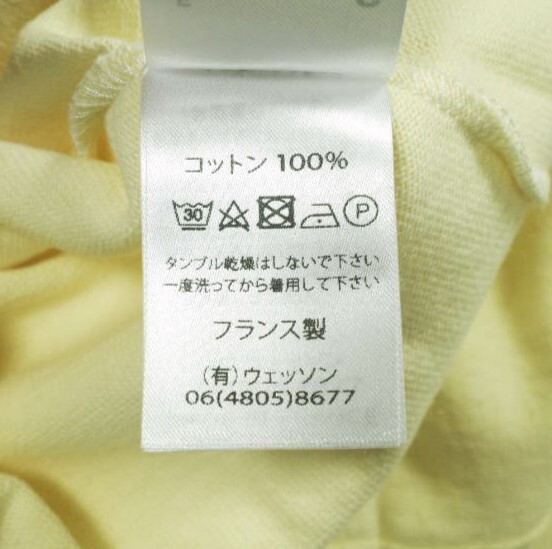 コットン 100%
30 P
タンブル乾燥はしないで下さい
一度洗ってから着用して下さい
フランス製
(有)ウェッソン
06(4805)8677